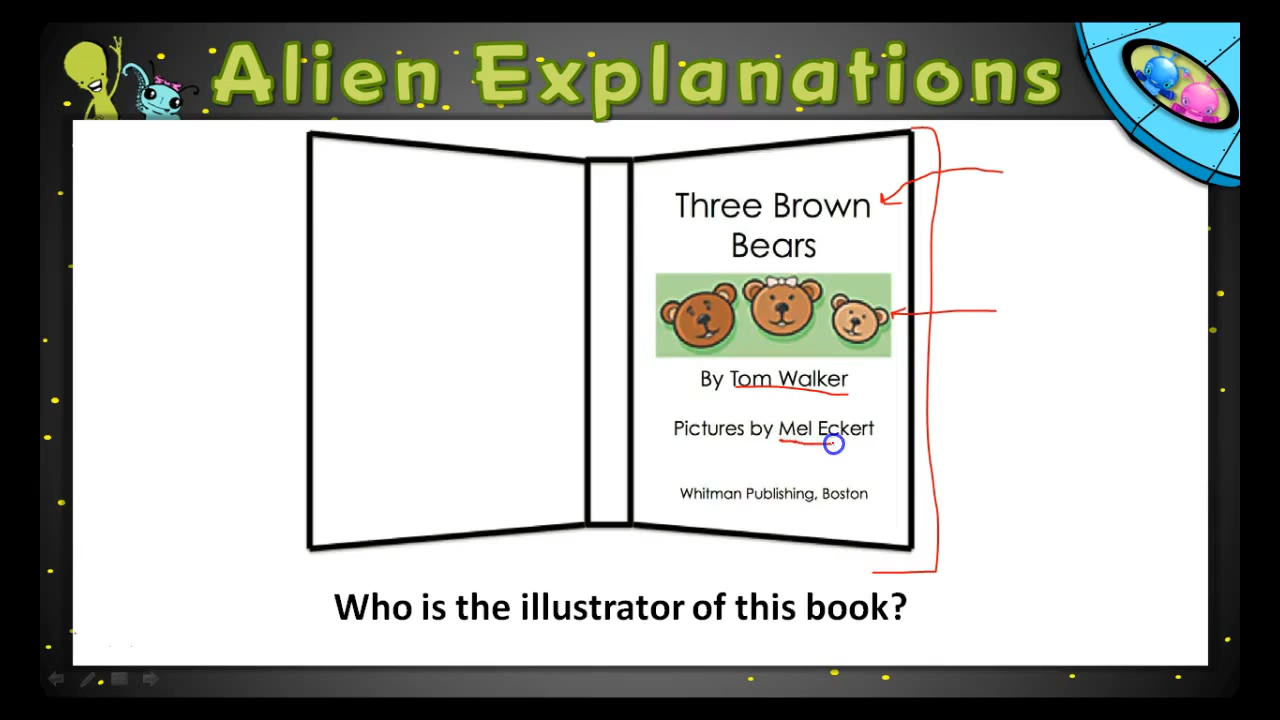 Alien Explanations
Three Brown
Bears
By Tom Walker
Pictures by Mel Eckert
Whitman Publishing, Boston
Who is the illustrator of this book?